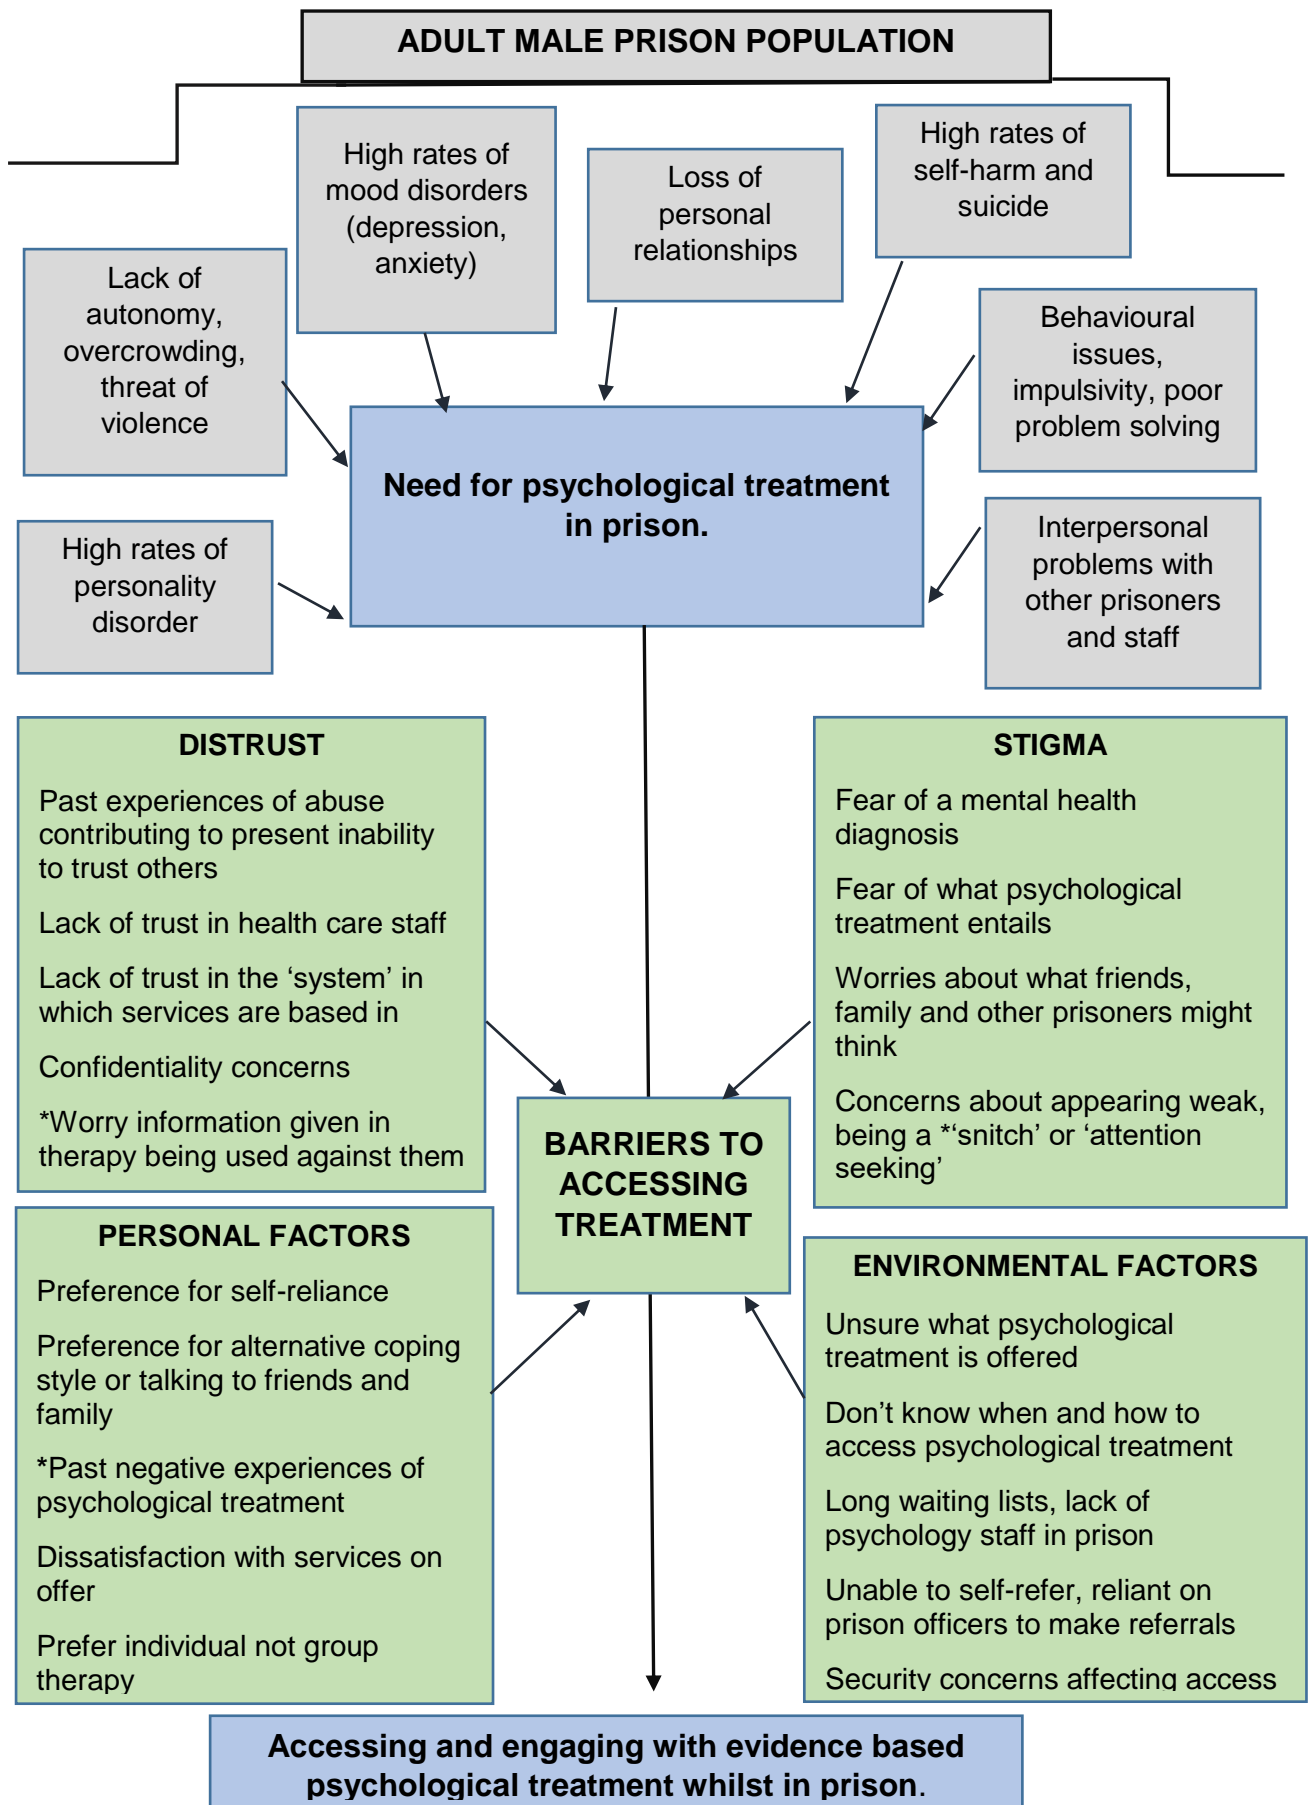 ADULT MALE PRISON POPULATION
High rates of
mood disorders
(depression,
anxiety)
Loss of
personal
relationships
High rates of
self-harm and
suicide
Lack of
autonomy,
overcrowding,
threat of
violence
Behavioural
issues,
impulsivity, poor
problem solving
Need for psychological treatment
in prison.
High rates of
personality
disorder
Interpersonal
problems with
other prisoners
and staff
DISTRUST
Past experiences of abuse
contributing to present inability
to trust others
Lack of trust in health care staff
Lack of trust in the ‘system’ in
which services are based in
Confidentiality concerns
*Worry information given in
therapy being used against them
STIGMA
Fear of a mental health
diagnosis
Fear of what psychological
treatment entails
Worries about what friends,
family and other prisoners might
think
Concerns about appearing weak,
being a *‘snitch’ or ‘attention
seeking’
BARRIERS TO
ACCESSING
TREATMENT
PERSONAL FACTORS
Preference for self-reliance
Preference for alternative coping
style or talking to friends and
family
*Past negative experiences of
psychological treatment
Dissatisfaction with services on
offer
Prefer individual not group
therapy
ENVIRONMENTAL FACTORS
Unsure what psychological
treatment is offered
Don’t know when and how to
access psychological treatment
Long waiting lists, lack of
psychology staff in prison
Unable to self-refer, reliant on
prison officers to make referrals
Security concerns affecting access
Accessing and engaging with evidence based
psychological treatment whilst in prison.